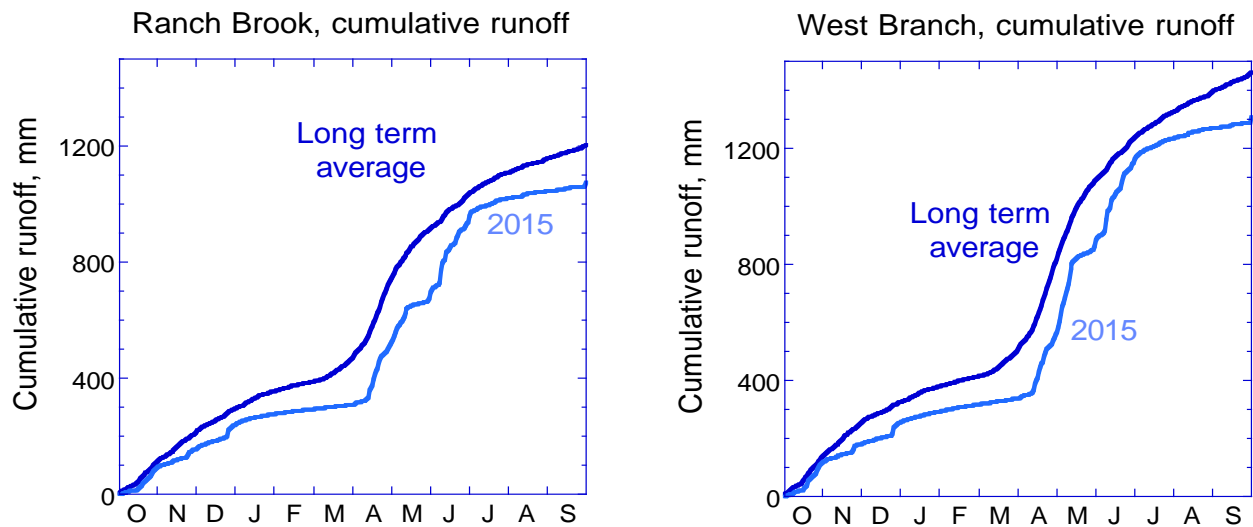 Ranch Brook, cumulative runoff
Cumulative runoff, mm
1200
800
400
0
Long term
average
2015
O N D J F M A M J J A S
West Branch, cumulative runoff
Cumulative runoff, mm
1200
800
400
0
Long term
average
2015
O N D J F M A M J J A S